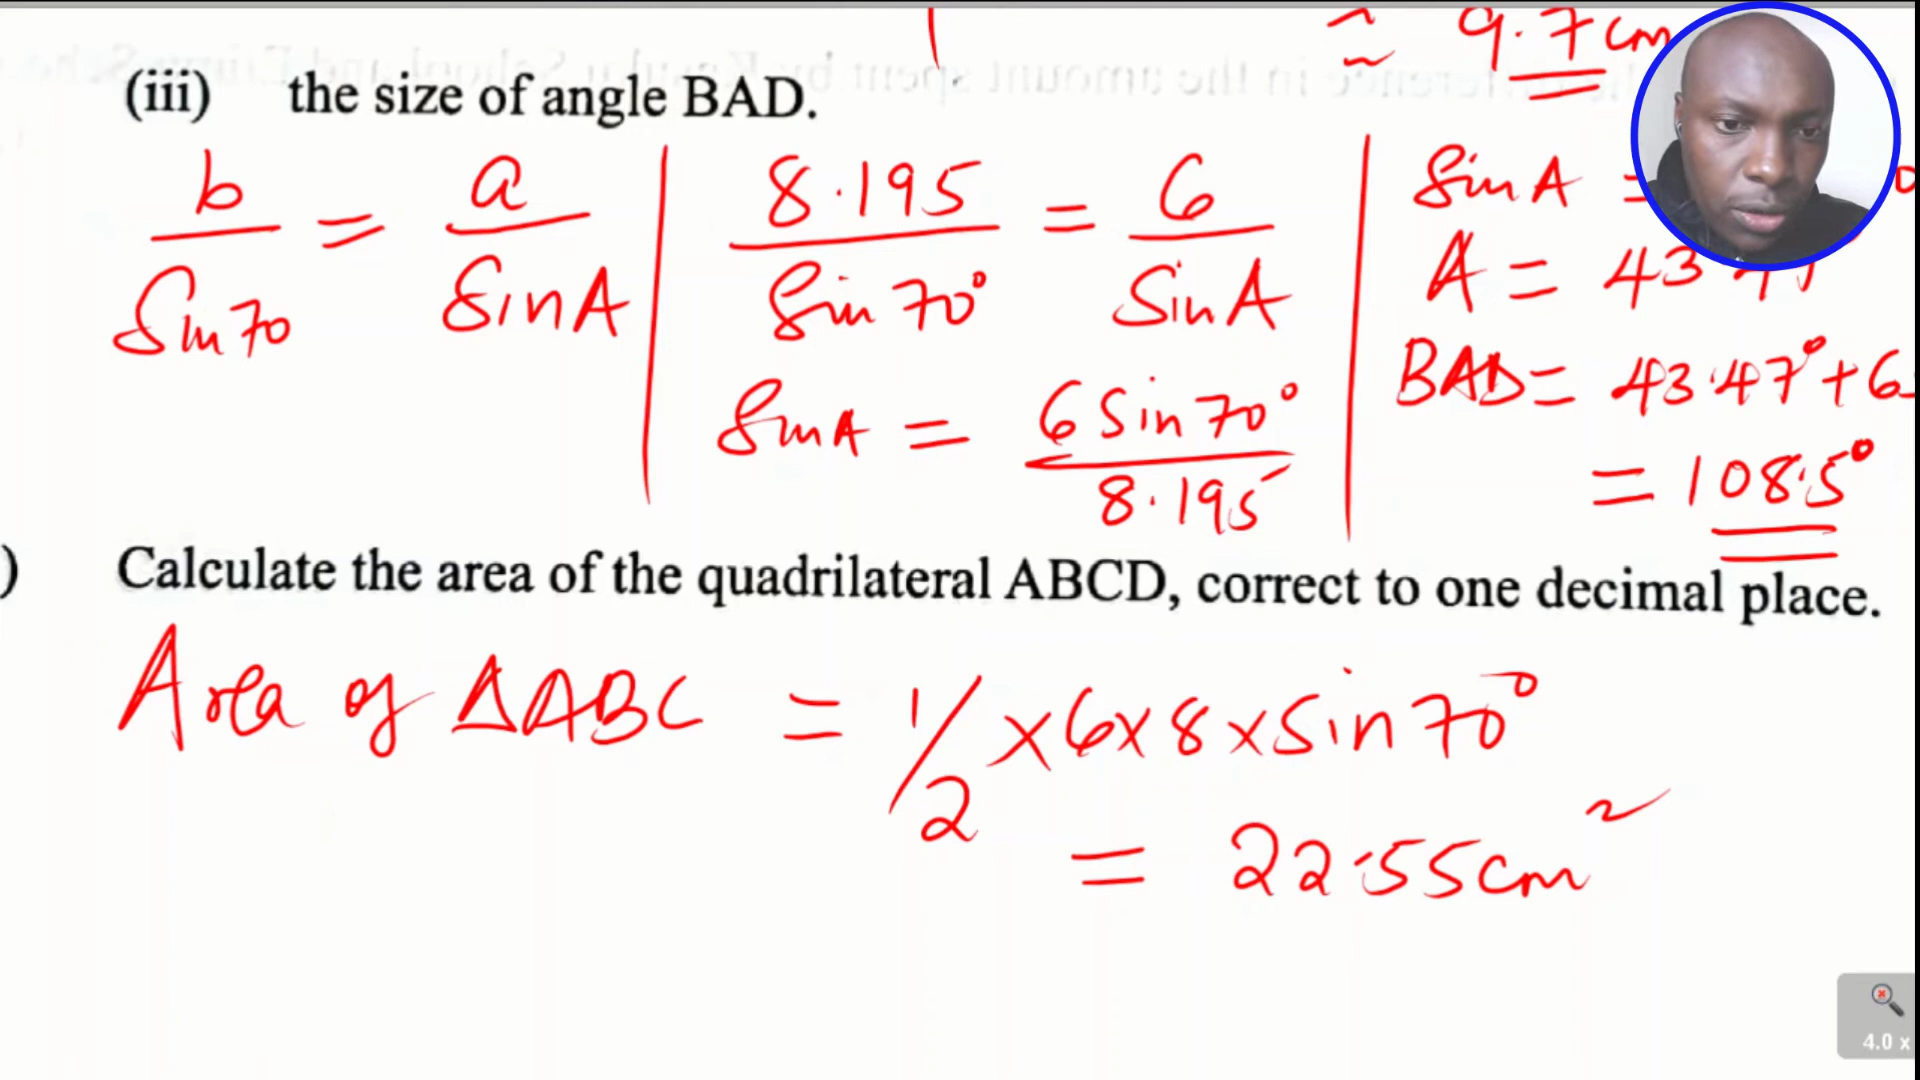 ≈ 9.7cm
(iii) the size of angle BAD.
b/Sin70 = a/SinA
8.195/Sin70° = 6/SinA
SinA = 6Sin70°/8.195
SinA =
A = 43.47
BAD = 43.47° + 6
= 108.5°
) Calculate the area of the quadrilateral ABCD, correct to one decimal place.
Area of ΔABC = 1/2 × 6 × 8 × Sin70°
= 22.55cm²
4.0 x